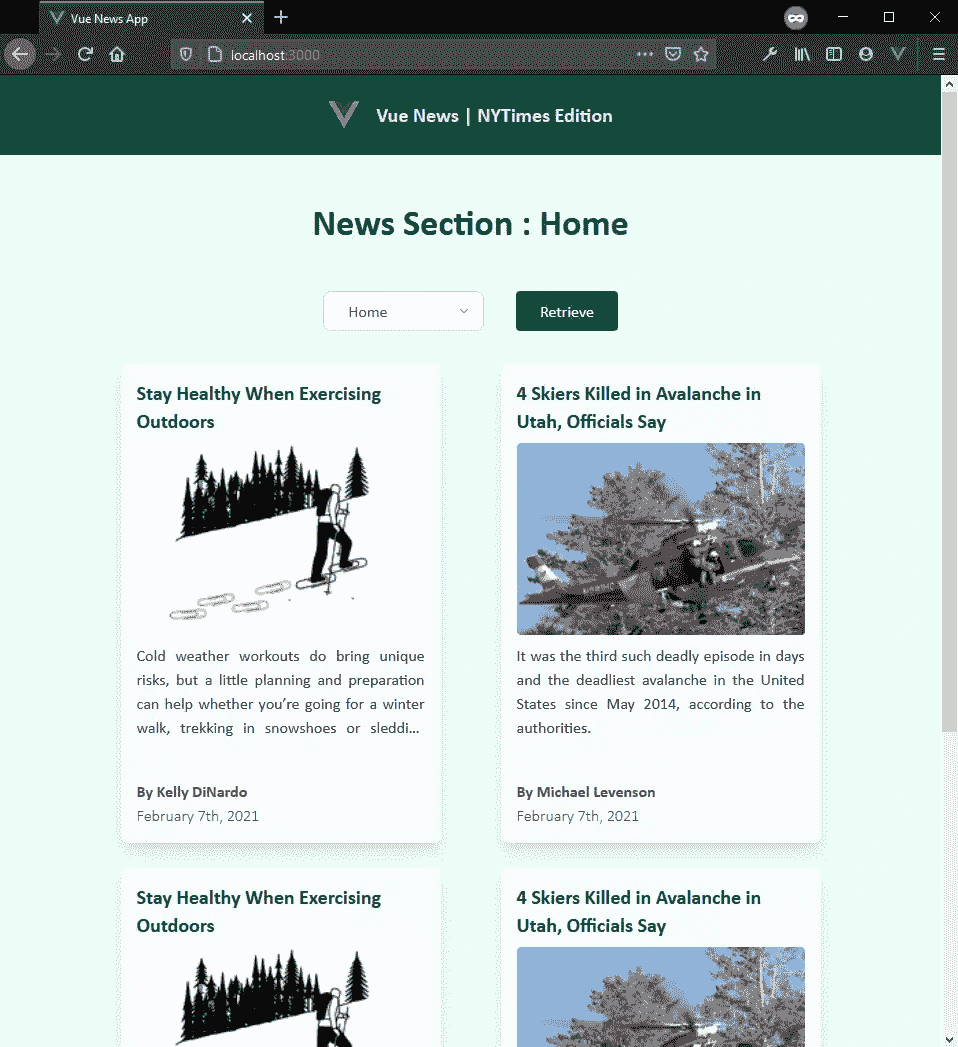 Vue News App
localhost:3000
Vue News | NYTimes Edition
News Section : Home
Home
Retrieve
Stay Healthy When Exercising
Outdoors
Cold weather workouts do bring unique
risks, but a little planning and preparation
can help whether you’re going for a winter
walk, trekking in snowshoes or sleddi...
By Kelly DiNardo
February 7th, 2021
4 Skiers Killed in Avalanche in
Utah, Officials Say
It was the third such deadly episode in days
and the deadliest avalanche in the United
States since May 2014, according to the
authorities.
By Michael Levenson
February 7th, 2021
Stay Healthy When Exercising
Outdoors
4 Skiers Killed in Avalanche in
Utah, Officials Say